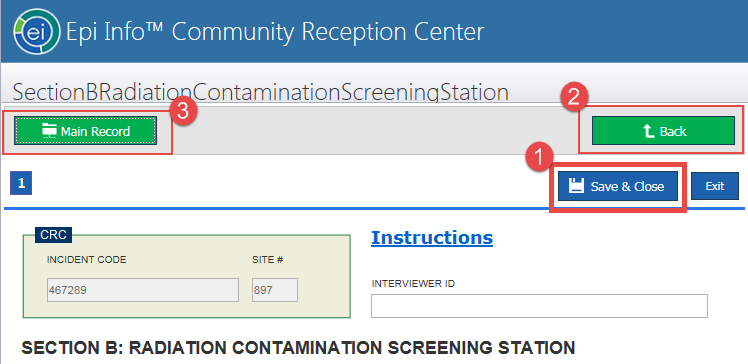 ei Epi Info™ Community Reception Center
SectionBRadiationContaminationScreeningStation
3 2
Main Record Back
1
1 Save & Close Exit
CRC
Instructions
INCIDENT CODE SITE #
467289 897
INTERVIEWER ID
SECTION B: RADIATION CONTAMINATION SCREENING STATION